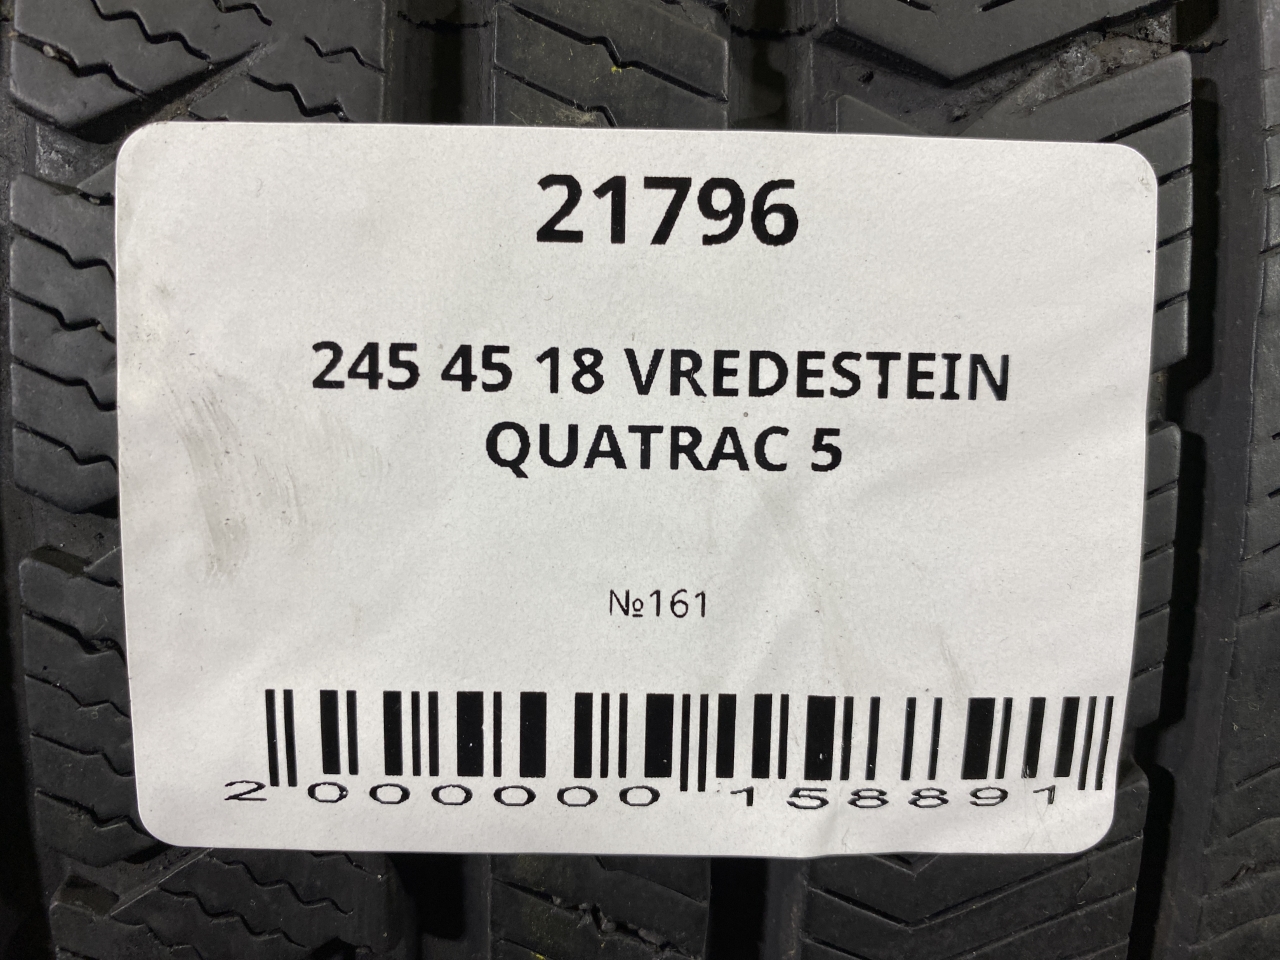 21796
245 45 18 VREDESTEIN
QUATRAC 5
№161
2 000000 158891